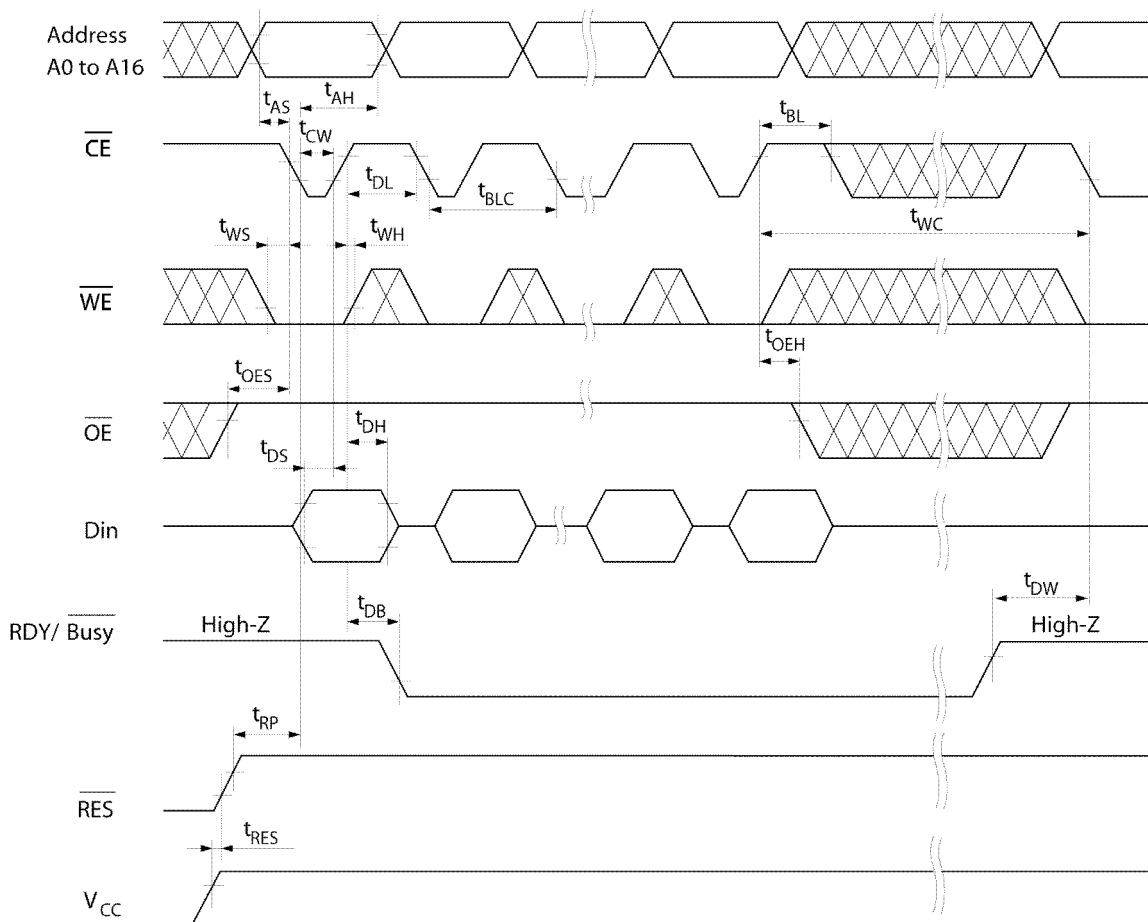 Address
A0 to A16
tAS
tAH
tBL
tCW
CE
tDL
tBLC
tWC
tWS
tWH
WE
tOES
tOEH
OE
tDH
tDS
Din
tDB
tDW
RDY/ Busy
High-Z
High-Z
tRP
RES
tRES
VCC